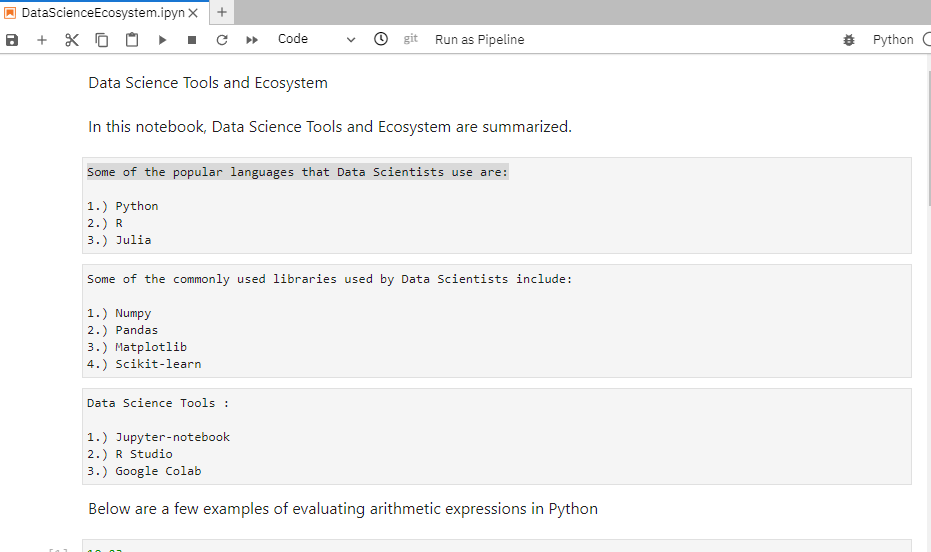 DataScienceEcosystem.ipyn
Code
git
Run as Pipeline
Python
Data Science Tools and Ecosystem
In this notebook, Data Science Tools and Ecosystem are summarized.
Some of the popular languages that Data Scientists use are:
1.) Python
2.) R
3.) Julia
Some of the commonly used libraries used by Data Scientists include:
1.) Numpy
2.) Pandas
3.) Matplotlib
4.) Scikit-learn
Data Science Tools :
1.) Jupyter-notebook
2.) R Studio
3.) Google Colab
Below are a few examples of evaluating arithmetic expressions in Python